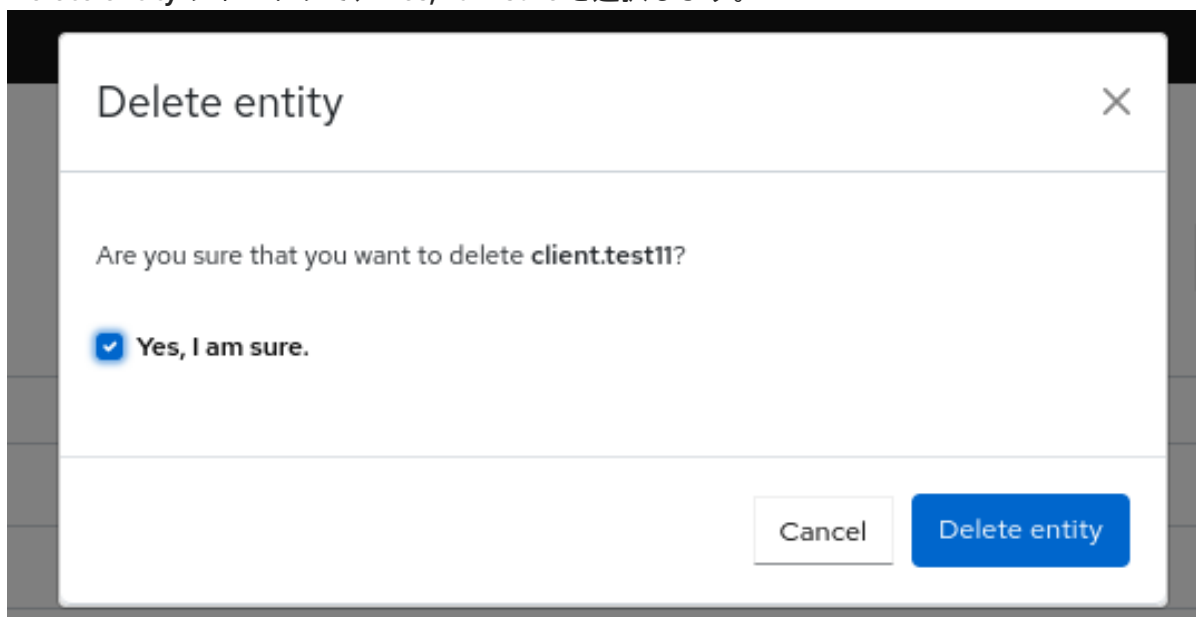 Delete entity
Are you sure that you want to delete client.test11?
Yes, I am sure.
Cancel
Delete entity